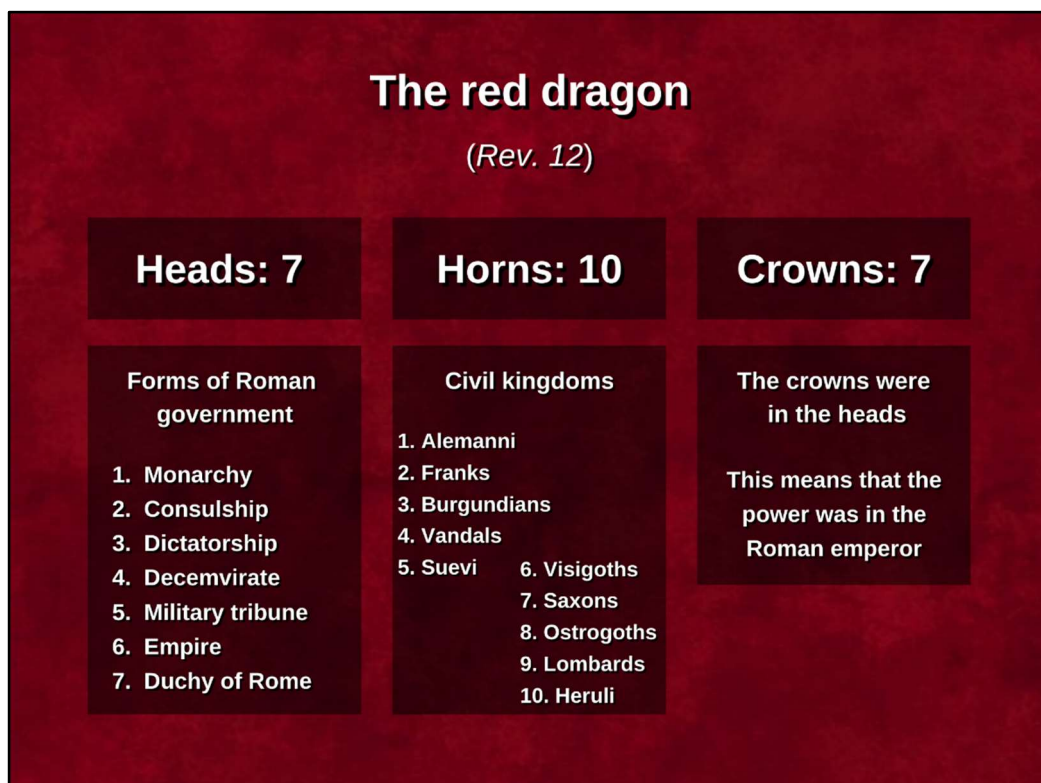 The red dragon
(Rev. 12)
Heads: 7
Horns: 10
Crowns: 7
Forms of Roman
government
1. Monarchy
2. Consulship
3. Dictatorship
4. Decemvirate
5. Military tribune
6. Empire
7. Duchy of Rome
Civil kingdoms
1. Alemanni
2. Franks
3. Burgundians
4. Vandals
5. Suevi
6. Visigoths
7. Saxons
8. Ostrogoths
9. Lombards
10. Heruli
The crowns were
in the heads
This means that the
power was in the
Roman emperor